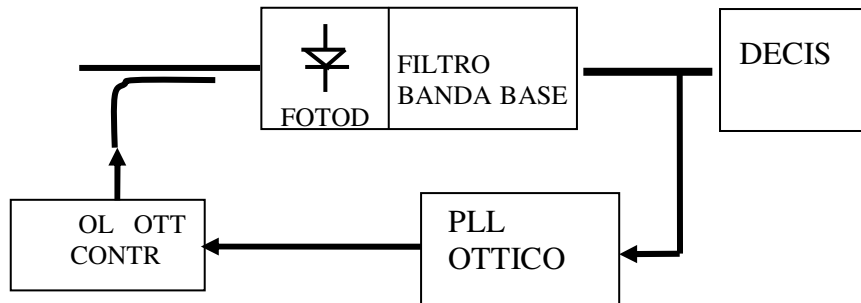 FOTOD
FILTRO
BANDA BASE
DECIS
OL OTT
CONTR
PLL
OTTICO